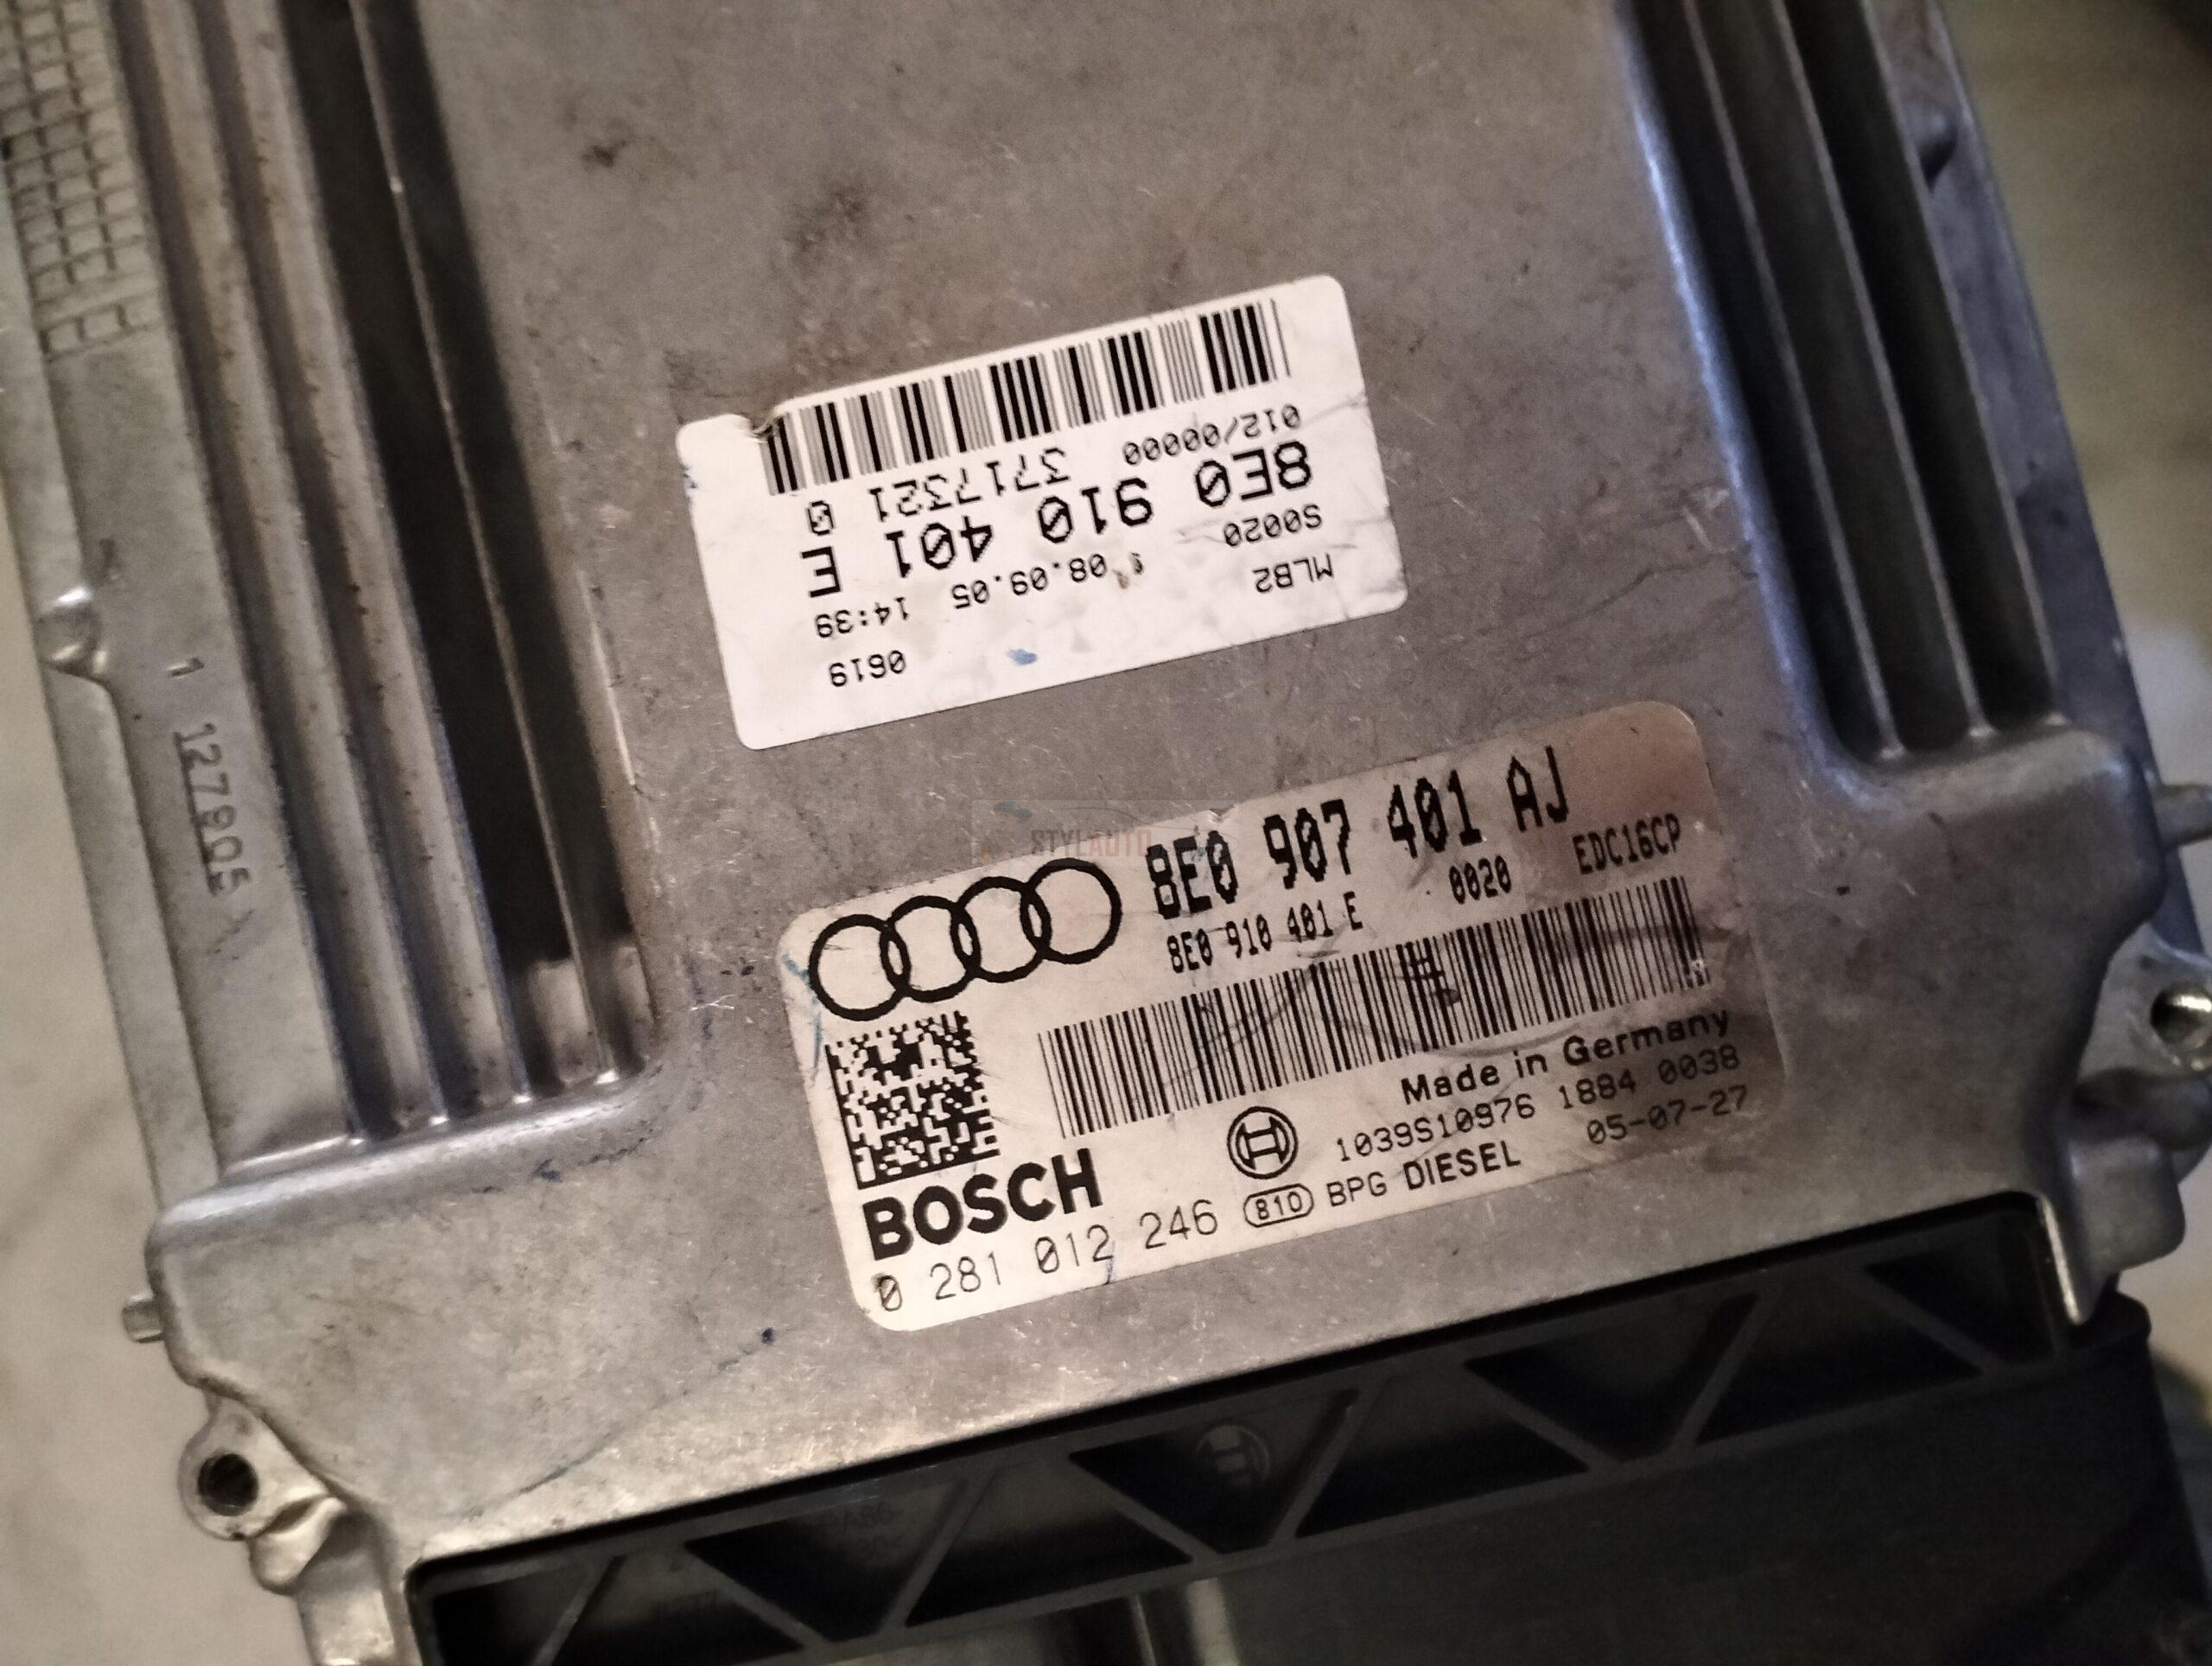 012/00000
3717321 0
8E0 910 401 E
S0020
08.09.05 14:39
MLB2
0619
1 127805
STYLAUTO
8E0 907 401 AJ
8E0 910 401 E 0020 EDC16CP
Made in Germany
1039S10976 1884 0038
BOSCH
BPG DIESEL 05-07-27
0 281 012 246 810